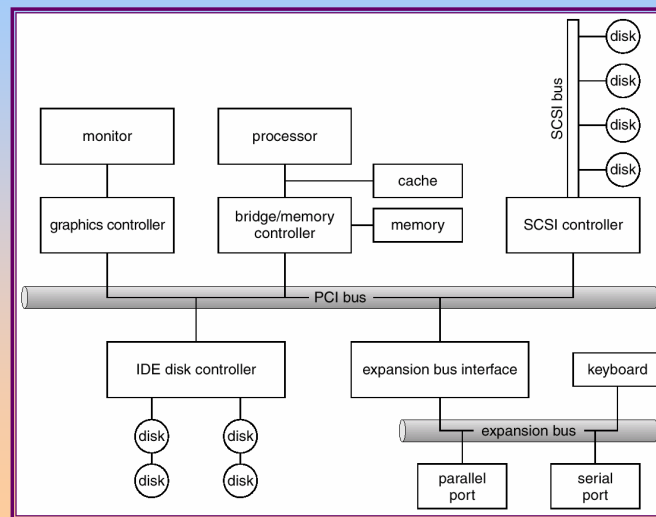 disk
disk
SCSI bus
disk
disk
monitor
processor
cache
graphics controller
bridge/memory
controller
memory
SCSI controller
PCI bus
IDE disk controller
expansion bus interface
keyboard
disk
disk
expansion bus
disk
disk
parallel
port
serial
port